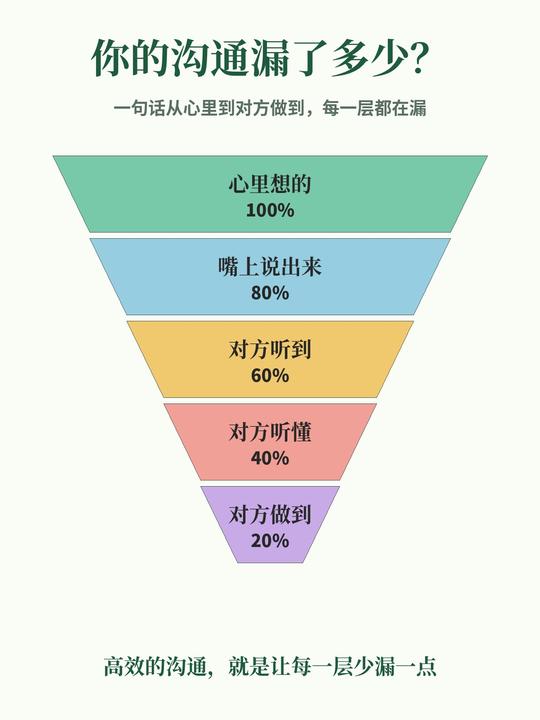 你的沟通漏了多少？
一句话从心里到对方做到，每一层都在漏
心里想的
100%
嘴上说出来
80%
对方听到
60%
对方听懂
40%
对方做到
20%
高效的沟通，就是让每一层少漏一点